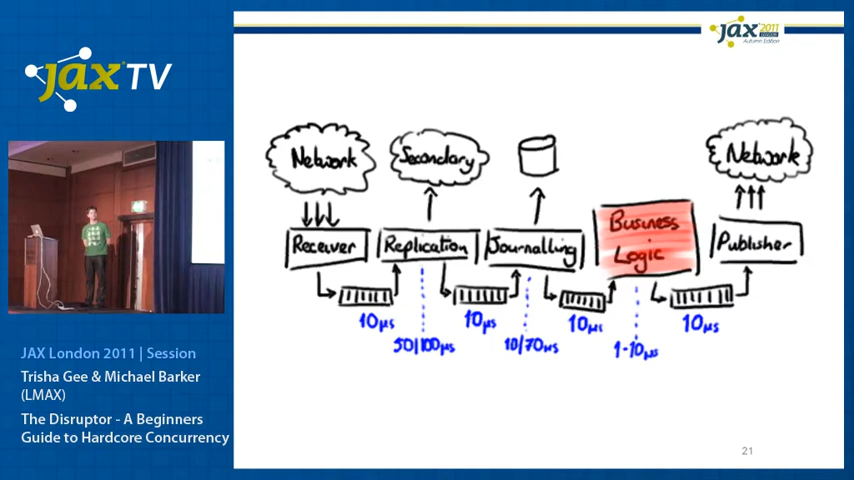 JAX TV
JAX London 2011 | Session
Trisha Gee & Michael Barker
(LMAX)
The Disruptor - A Beginners
Guide to Hardcore Concurrency
jax 2011
LONDON
Autumn Edition
Network
Secondary
Network
Receiver
Replication
Journalling
Business
Logic
Publisher
10µs
10µs
10µs
10µs
50/100µs
10/70µs
1-10µs
21